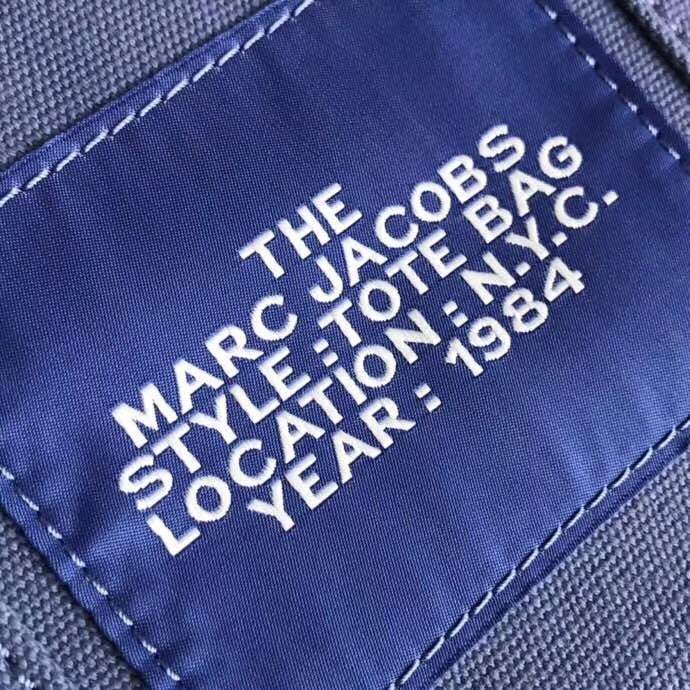 THE
MARC JACOBS
STYLE : TOTE BAG
LOCATION : N.Y.C.
YEAR : 1984